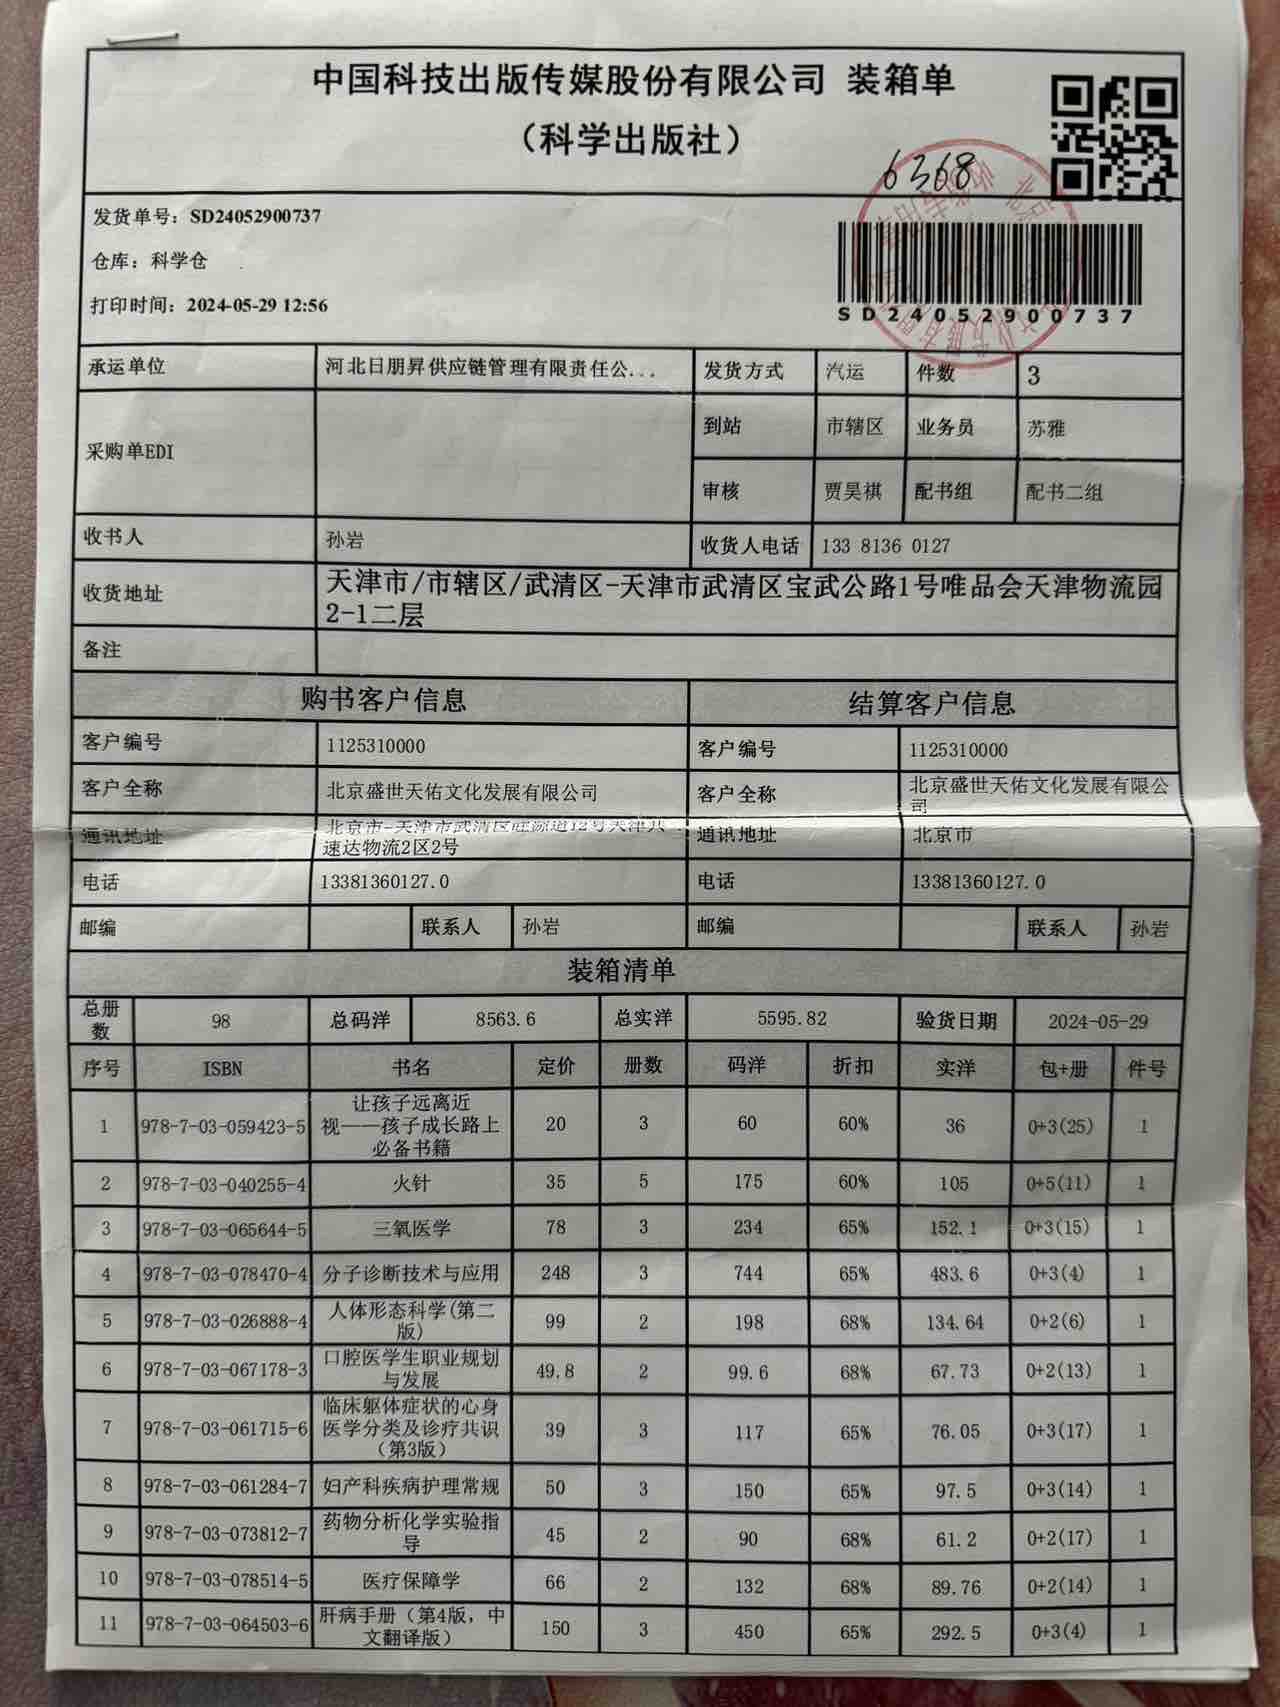 中国科技出版传媒股份有限公司 装箱单
（科学出版社）
6368
发货单号：SD24052900737
仓库：科学仓
打印时间：2024-05-29 12:56
SD24052900737
承运单位 河北日朋昇供应链管理有限责任公... 发货方式 汽运 件数 3
采购单EDI 到站 市辖区 业务员 苏雅
审核 贾昊祺 配书组 配书二组
收书人 孙岩 收货人电话 133 8136 0127
收货地址 天津市/市辖区/武清区-天津市武清区宝武公路1号唯品会天津物流园
2-1二层
备注
购书客户信息 结算客户信息
客户编号 1125310000 客户编号 1125310000
客户全称 北京盛世天佑文化发展有限公司 客户全称 北京盛世天佑文化发展有限公
司
通讯地址 北京市-天津市武清区旺源道12号天津共
速达物流2区2号 通讯地址 北京市
电话 13381360127.0 电话 13381360127.0
邮编 联系人 孙岩 邮编 联系人 孙岩
装箱清单
总册
数 98 总码洋 8563.6 总实洋 5595.82 验货日期 2024-05-29
序号 ISBN 书名 定价 册数 码洋 折扣 实洋 包+册 件号
1 978-7-03-059423-5 让孩子远离近
视——孩子成长路上
必备书籍 20 3 60 60% 36 0+3(25) 1
2 978-7-03-040255-4 火针 35 5 175 60% 105 0+5(11) 1
3 978-7-03-065644-5 三氧医学 78 3 234 65% 152.1 0+3(15) 1
4 978-7-03-078470-4 分子诊断技术与应用 248 3 744 65% 483.6 0+3(4) 1
5 978-7-03-026888-4 人体形态科学(第二
版) 99 2 198 68% 134.64 0+2(6) 1
6 978-7-03-067178-3 口腔医学生职业规划
与发展 49.8 2 99.6 68% 67.73 0+2(13) 1
7 978-7-03-061715-6 临床躯体症状的心身
医学分类及诊疗共识
（第3版） 39 3 117 65% 76.05 0+3(17) 1
8 978-7-03-061284-7 妇产科疾病护理常规 50 3 150 65% 97.5 0+3(14) 1
9 978-7-03-073812-7 药物分析化学实验指
导 45 2 90 68% 61.2 0+2(17) 1
10 978-7-03-078514-5 医疗保障学 66 2 132 68% 89.76 0+2(14) 1
11 978-7-03-064503-6 肝病手册（第4版，中
文翻译版） 150 3 450 65% 292.5 0+3(4) 1